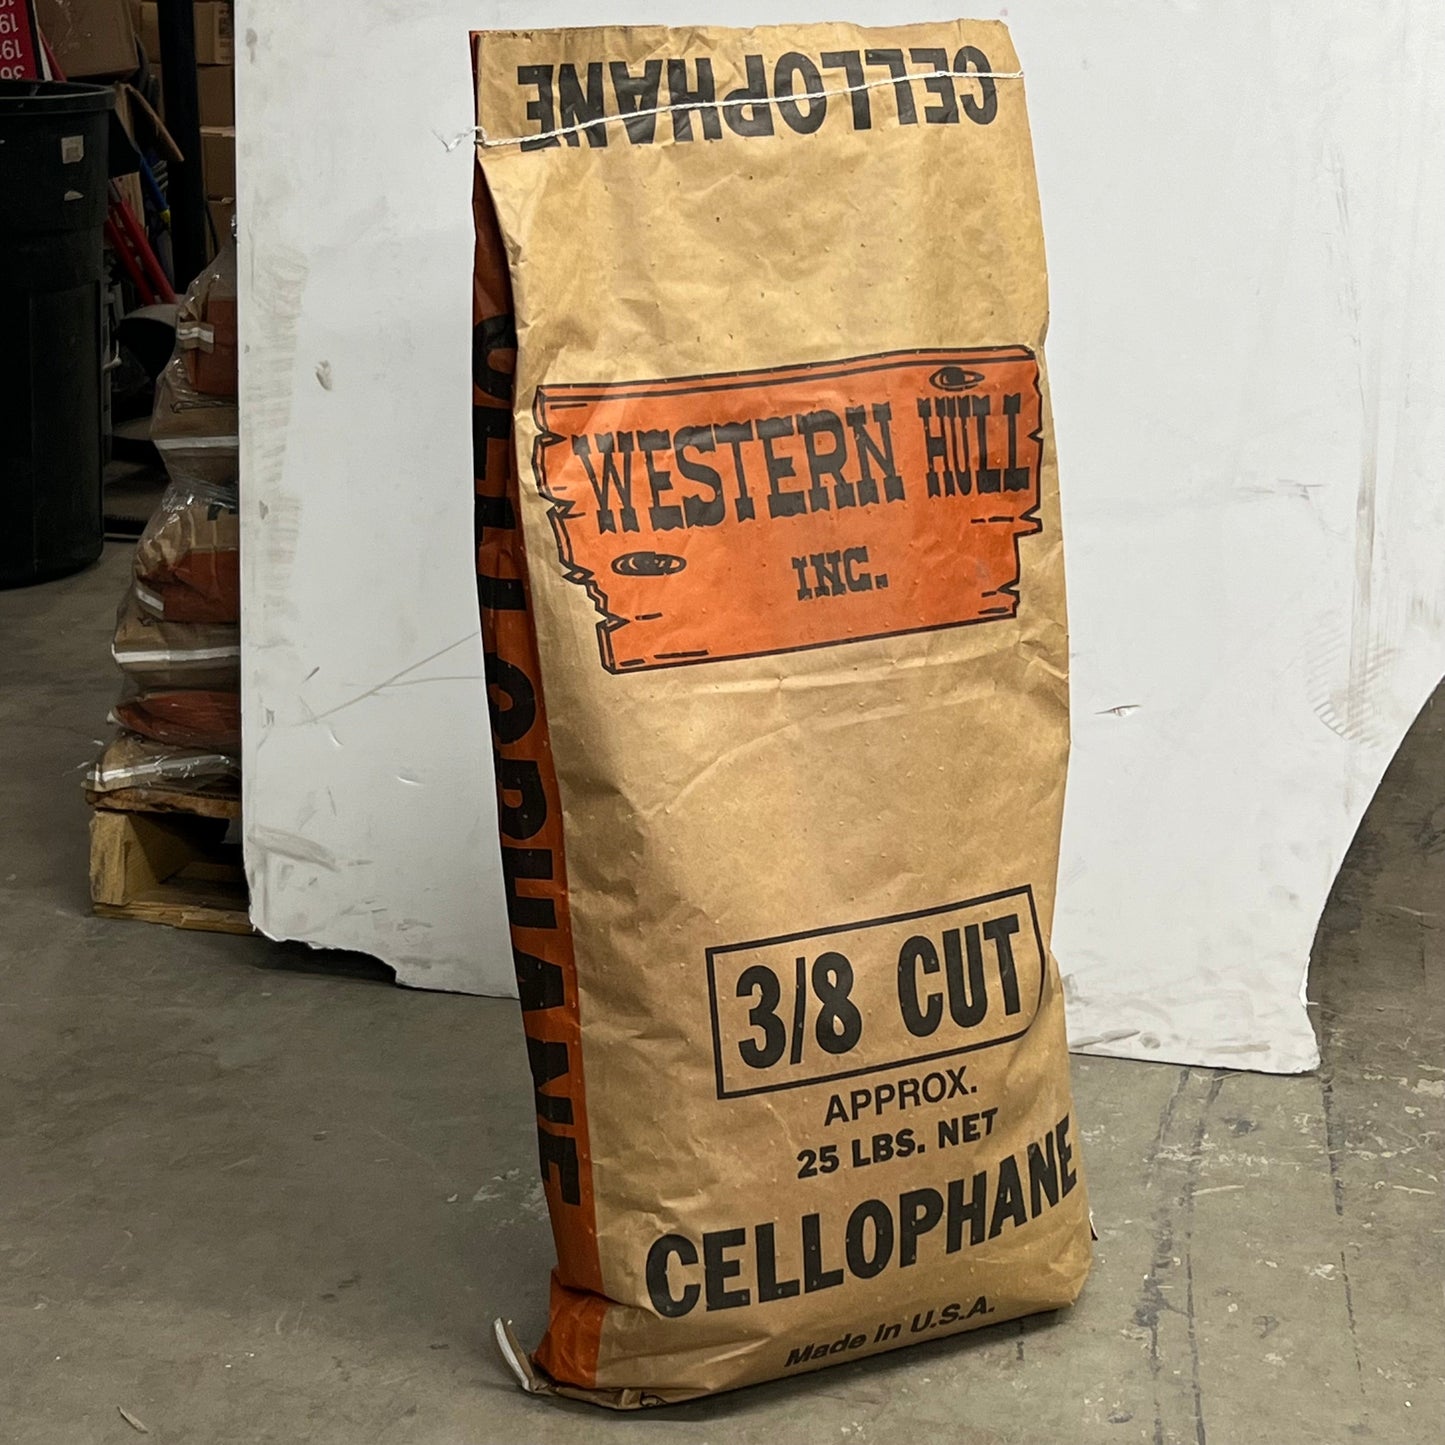 CELLOPHANE
WESTERN HULL
INC.
CELLOPHANE
3/8 CUT
APPROX.
25 LBS. NET
CELLOPHANE
Made in U.S.A.